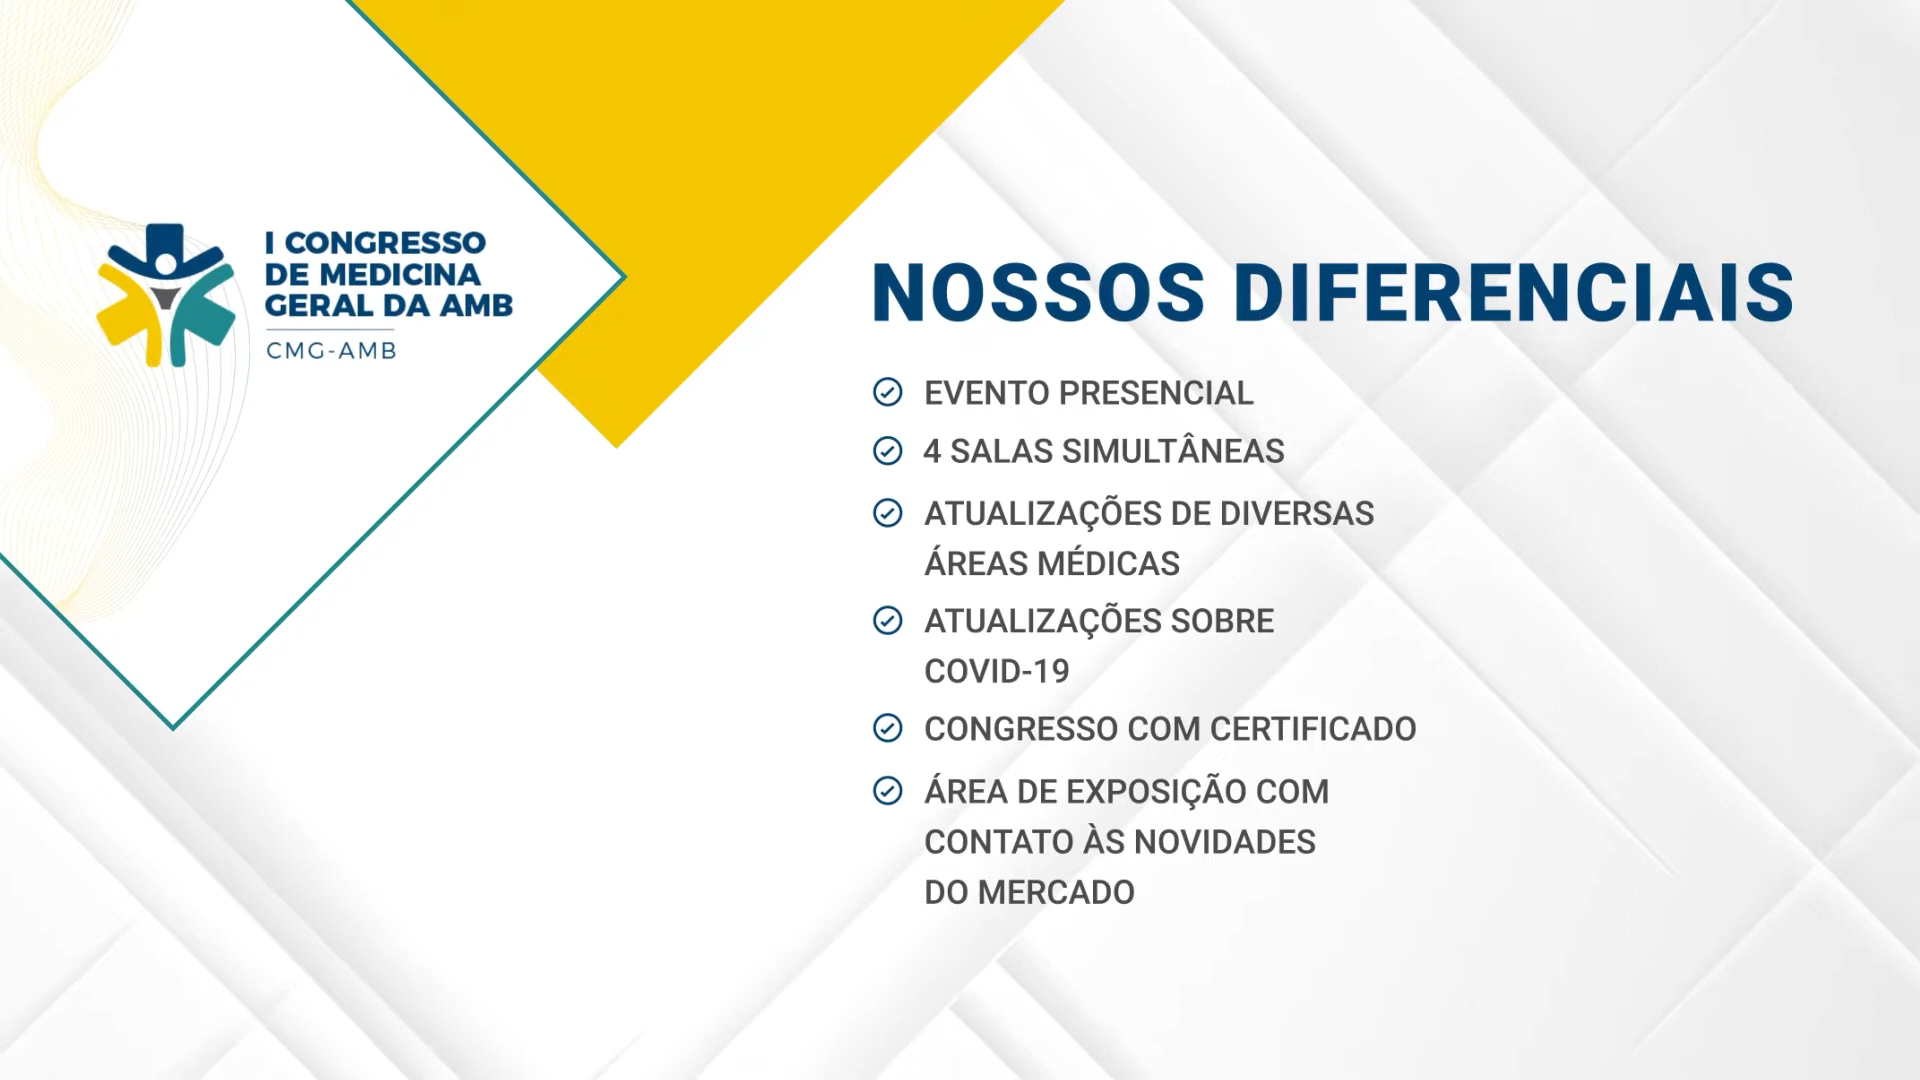 I CONGRESSO
DE MEDICINA
GERAL DA AMB
CMG-AMB
NOSSOS DIFERENCIAIS
EVENTO PRESENCIAL
4 SALAS SIMULTÂNEAS
ATUALIZAÇÕES DE DIVERSAS
ÁREAS MÉDICAS
ATUALIZAÇÕES SOBRE
COVID-19
CONGRESSO COM CERTIFICADO
ÁREA DE EXPOSIÇÃO COM
CONTATO ÀS NOVIDADES
DO MERCADO